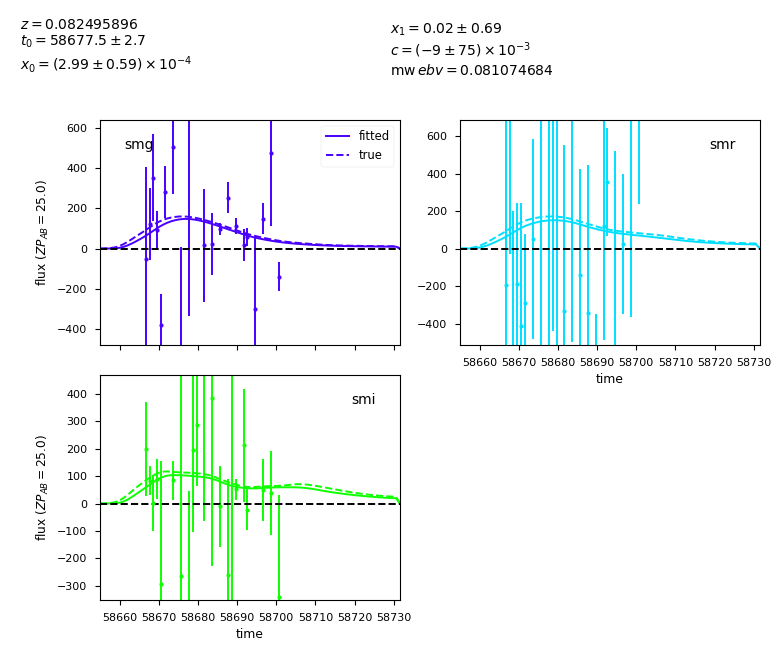 z = 0.082495896
t₀ = 58677.5 ± 2.7
x₀ = (2.99 ± 0.59) × 10⁻⁴
x₁ = 0.02 ± 0.69
c = (−9 ± 75) × 10⁻³
mw ebv = 0.081074684
smg
fitted
true
600
400
200
0
−200
−400
flux (ZP_AB = 25.0)
smr
600
400
200
0
−200
−400
58660 58670 58680 58690 58700 58710 58720 58730
time
smi
400
300
200
100
0
−100
−200
−300
flux (ZP_AB = 25.0)
58660 58670 58680 58690 58700 58710 58720 58730
time